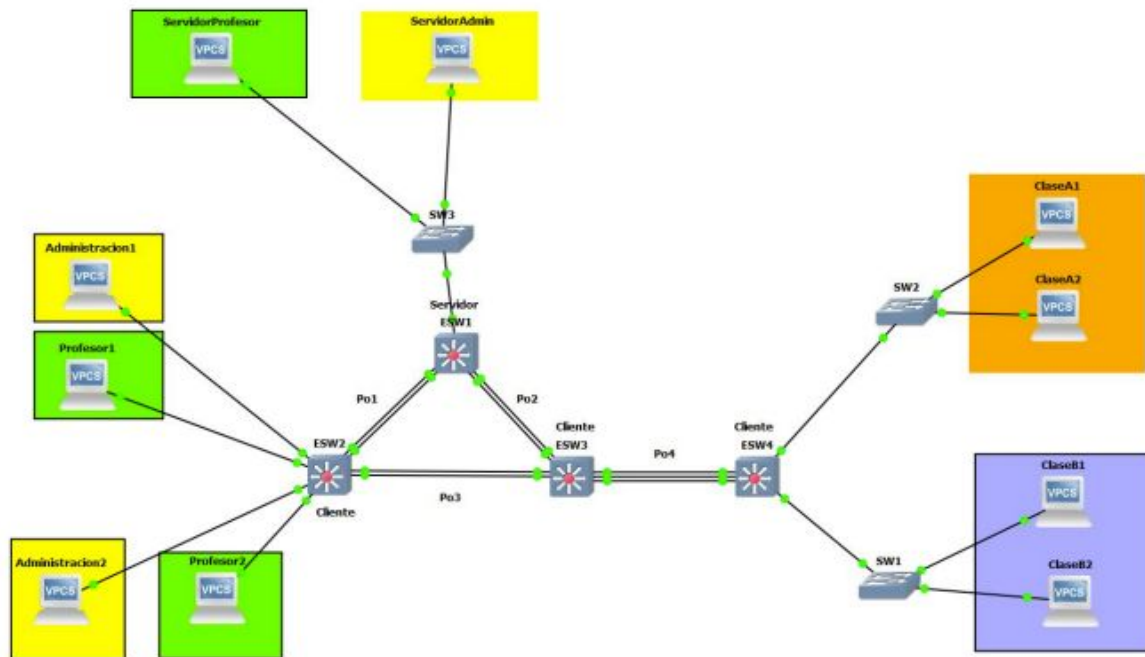 ServidorProfesor
VPCS
ServidorAdmin
VPCS
SW3
ClaseA1
VPCS
ClaseA2
VPCS
SW2
Administracion1
VPCS
Servidor
ESW1
Profesor1
VPCS
Po1
Po2
Cliente
ESW3
Cliente
ESW4
Po4
ESW2
Po3
Cliente
ClaseB1
VPCS
ClaseB2
VPCS
SW1
Administracion2
VPCS
Profesor2
VPCS